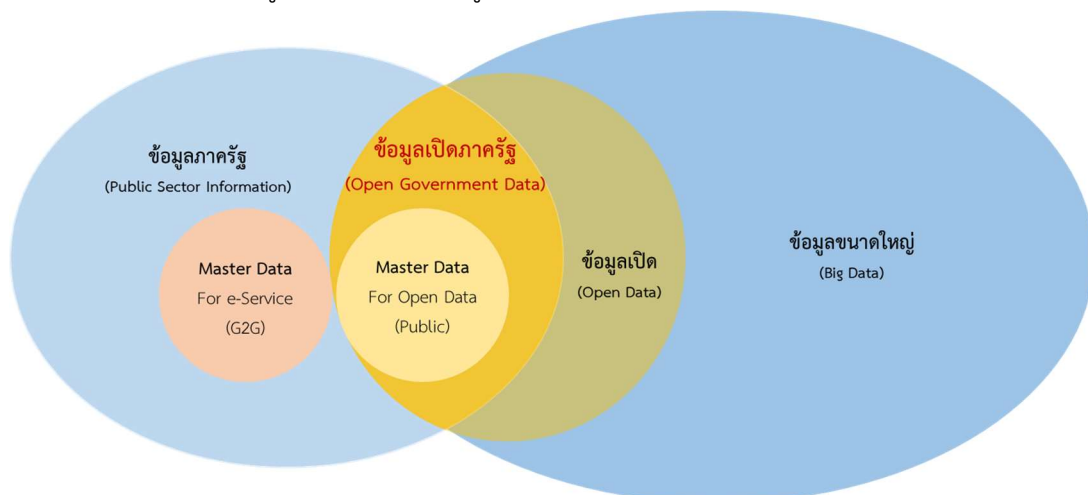 ข้อมูลภาครัฐ
(Public Sector Information)
Master Data
For e-Service
(G2G)
ข้อมูลเปิดภาครัฐ
(Open Government Data)
Master Data
For Open Data
(Public)
ข้อมูลเปิด
(Open Data)
ข้อมูลขนาดใหญ่
(Big Data)